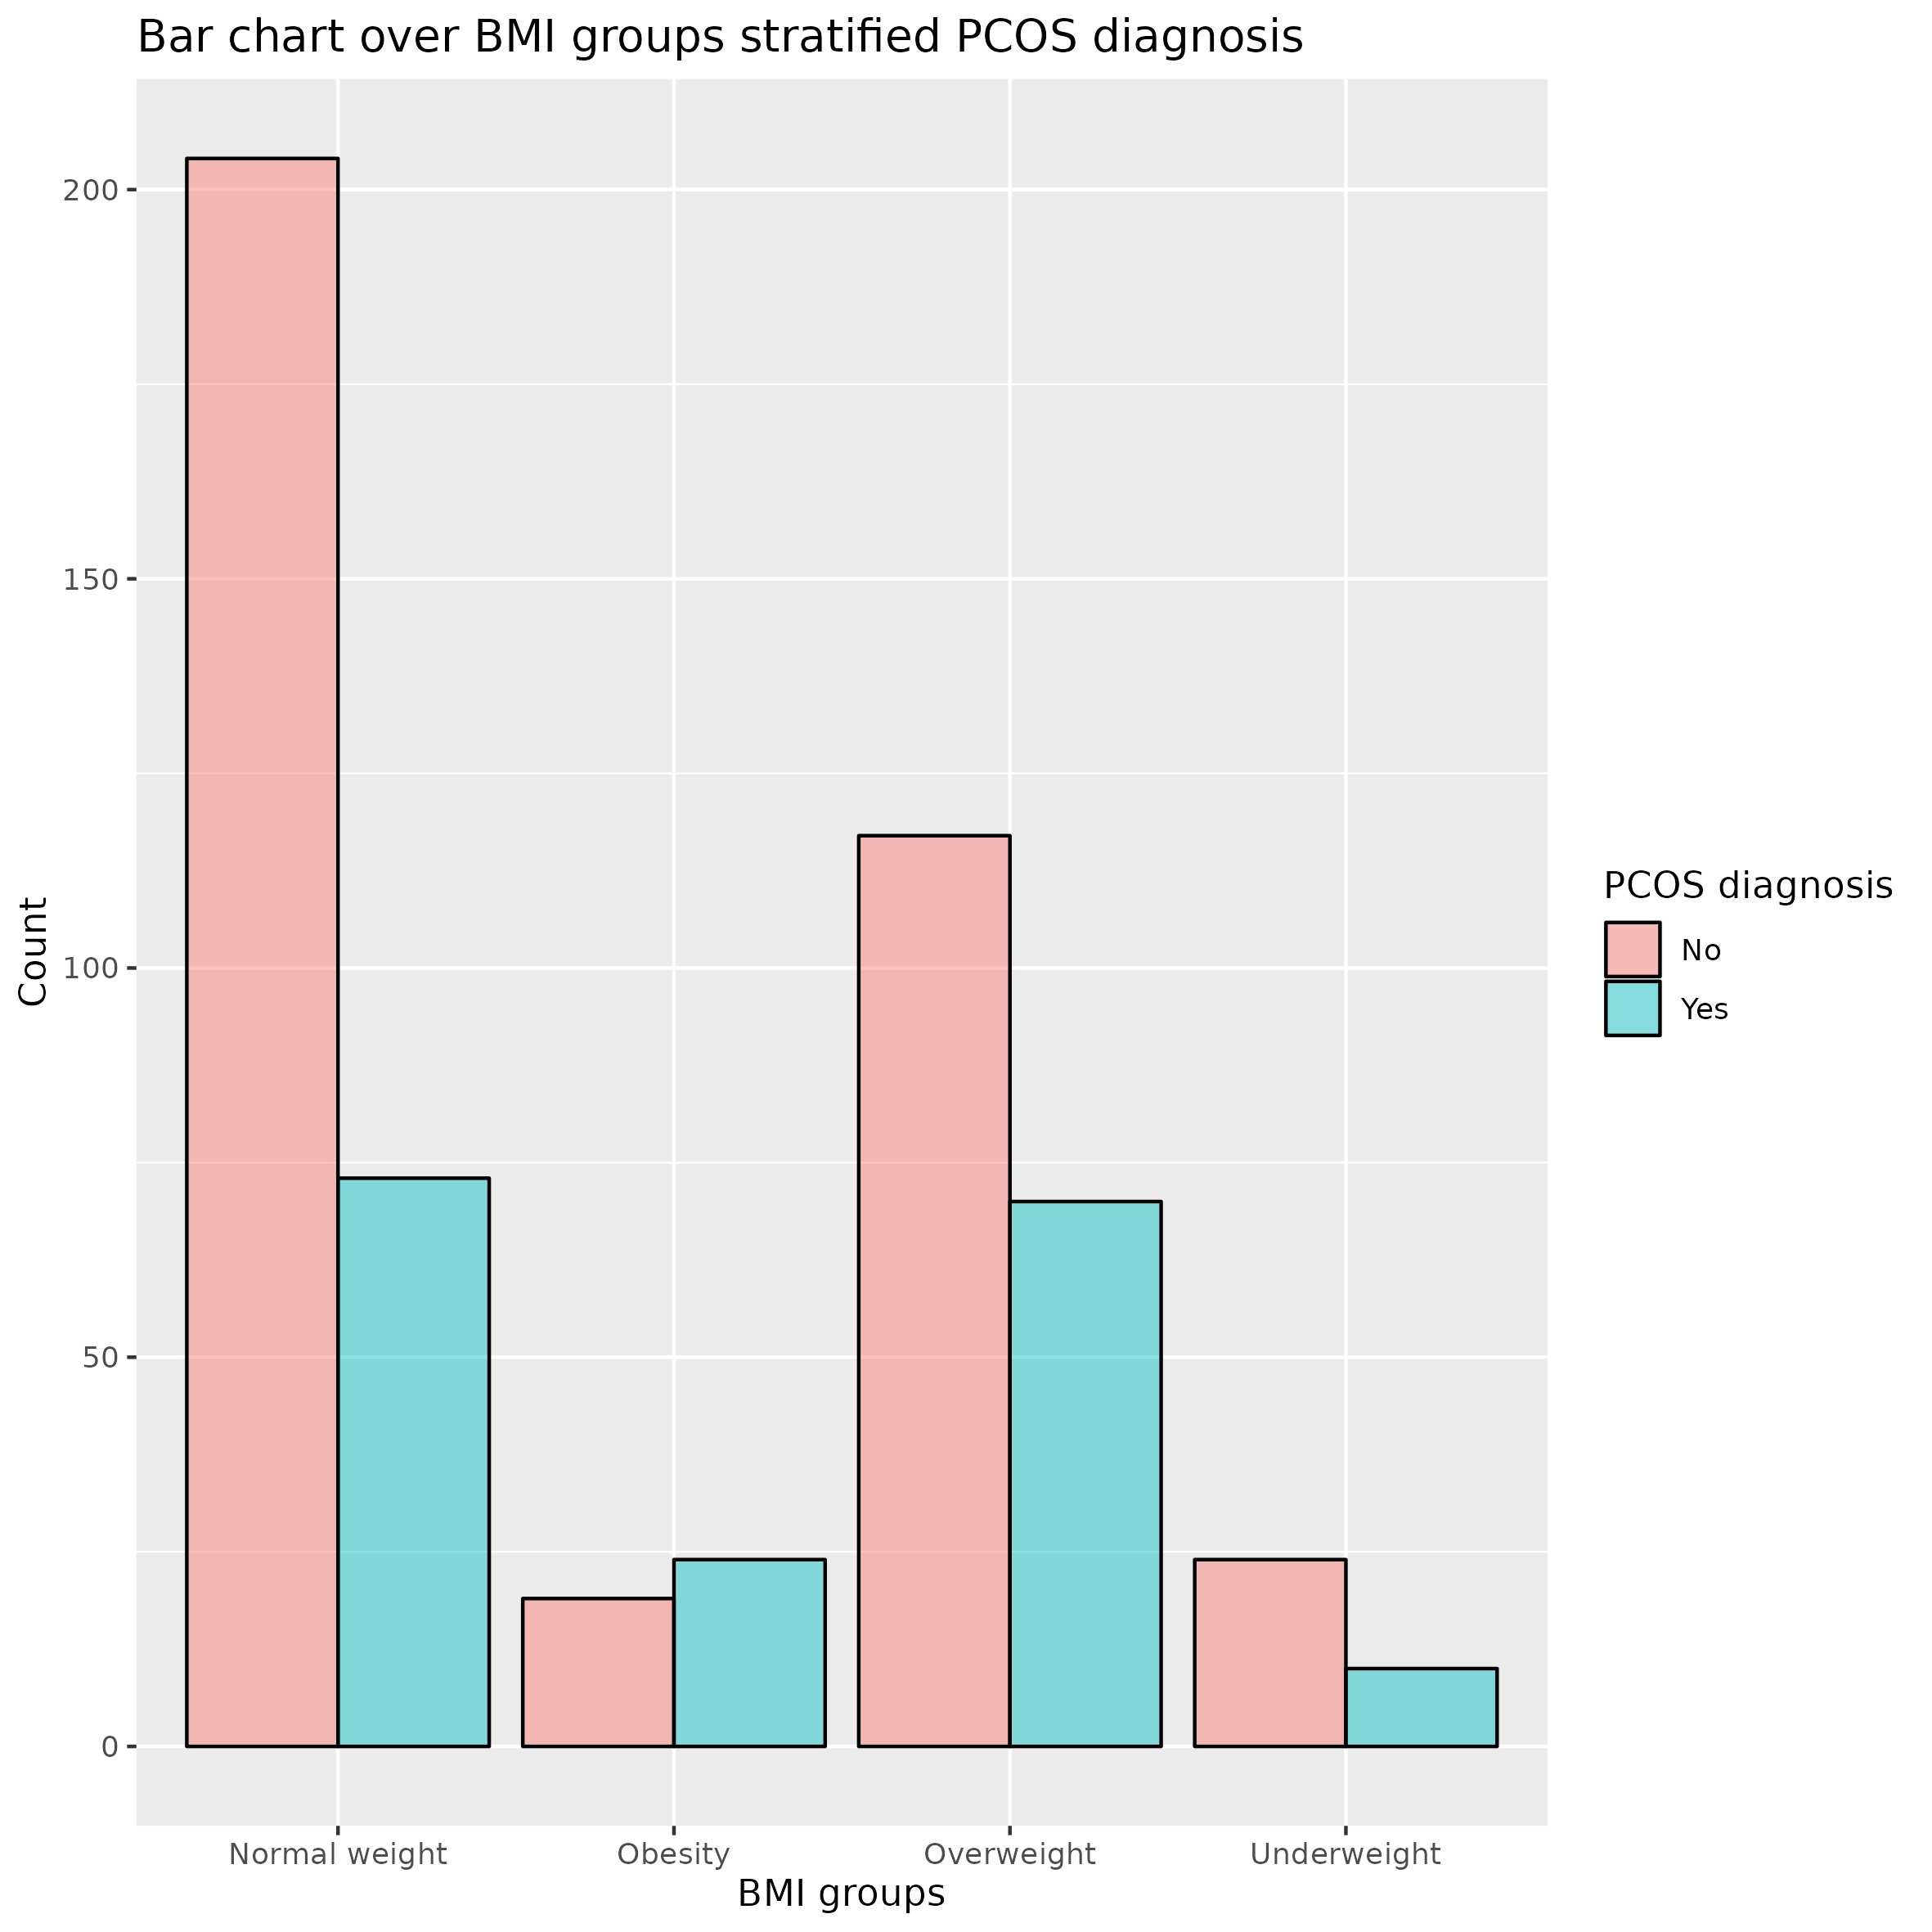 Bar chart over BMI groups stratified PCOS diagnosis
200
150
100
50
0
Count
Normal weight
Obesity
Overweight
Underweight
BMI groups
PCOS diagnosis
No
Yes